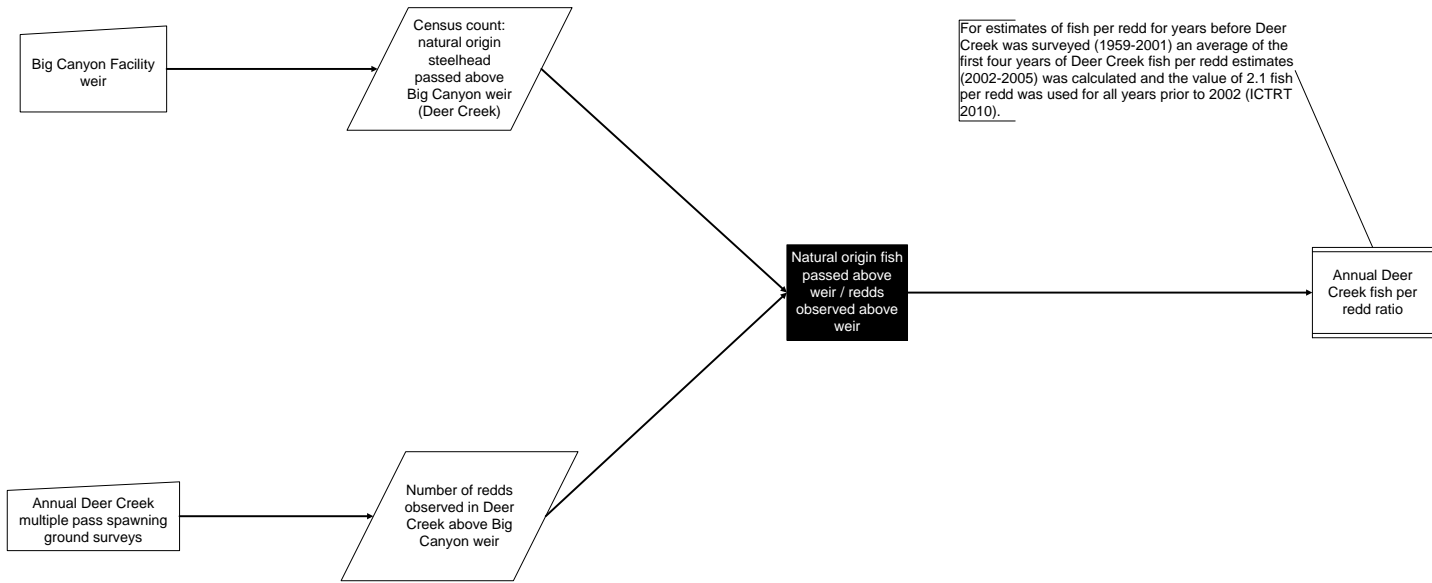 Big Canyon Facility
weir
Census count:
natural origin
steelhead
passed above
Big Canyon weir
(Deer Creek)
For estimates of fish per redd for years before Deer
Creek was surveyed (1959-2001) an average of the
first four years of Deer Creek fish per redd estimates
(2002-2005) was calculated and the value of 2.1 fish
per redd was used for all years prior to 2002 (ICTRT
2010).
Natural origin fish
passed above
weir / redds
observed above
weir
Annual Deer
Creek fish per
redd ratio
Annual Deer Creek
multiple pass spawning
ground surveys
Number of redds
observed in Deer
Creek above Big
Canyon weir